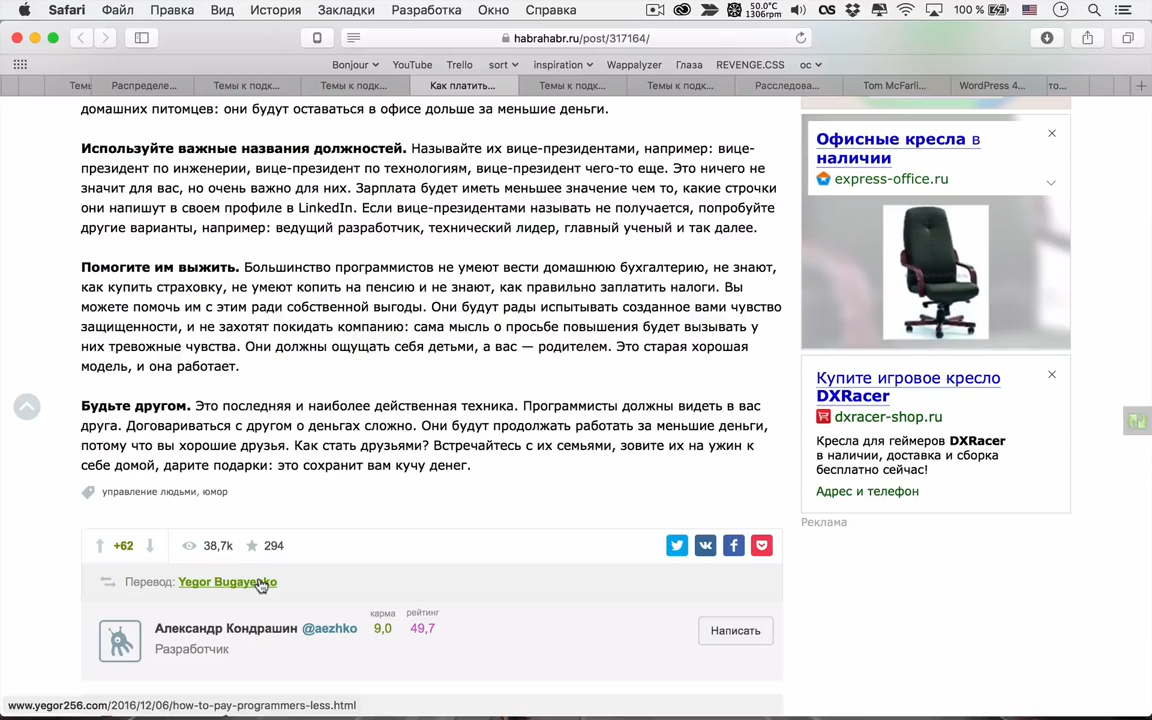 Safari Файл Правка Вид История Закладки Разработка Окно Справка 50.0°C 1306rpm 100 %
habrahabr.ru/post/317164/
Bonjour YouTube Trello sort inspiration Wappalyzer Глаза REVENGE.CSS ос
Темы Распределе... Темы к подк... Темы к подк... Как платить... Темы к подк... Темы к подк... Расследова... Tom McFarli... WordPress 4... то...
домашних питомцев: они будут оставаться в офисе дольше за меньшие деньги.
Используйте важные названия должностей. Называйте их вице-президентами, например: вице-
президент по инженерии, вице-президент по технологиям, вице-президент чего-то еще. Это ничего не
значит для вас, но очень важно для них. Зарплата будет иметь меньшее значение чем то, какие строчки
они напишут в своем профиле в LinkedIn. Если вице-президентами называть не получается, попробуйте
другие варианты, например: ведущий разработчик, технический лидер, главный ученый и так далее.
Помогите им выжить. Большинство программистов не умеют вести домашнюю бухгалтерию, не знают,
как купить страховку, не умеют копить на пенсию и не знают, как правильно заплатить налоги. Вы
можете помочь им с этим ради собственной выгоды. Они будут рады испытывать созданное вами чувство
защищенности, и не захотят покидать компанию: сама мысль о просьбе повышения будет вызывать у
них тревожные чувства. Они должны ощущать себя детьми, а вас — родителем. Это старая хорошая
модель, и она работает.
Будьте другом. Это последняя и наиболее действенная техника. Программисты должны видеть в вас
друга. Договариваться с другом о деньгах сложно. Они будут продолжать работать за меньшие деньги,
потому что вы хорошие друзья. Как стать друзьями? Встречайтесь с их семьями, зовите их на ужин к
себе домой, дарите подарки: это сохранит вам кучу денег.
управление людьми, юмор
+62 38,7k 294
Перевод: Yegor Bugayenko
Александр Кондрашин @aezhko
Разработчик
карма
9,0
рейтинг
49,7
Написать
Офисные кресла в
наличии
express-office.ru
Купите игровое кресло
DXRacer
dxracer-shop.ru
Кресла для геймеров DXRacer
в наличии, доставка и сборка
бесплатно сейчас!
Адрес и телефон
Реклама
www.yegor256.com/2016/12/06/how-to-pay-programmers-less.html